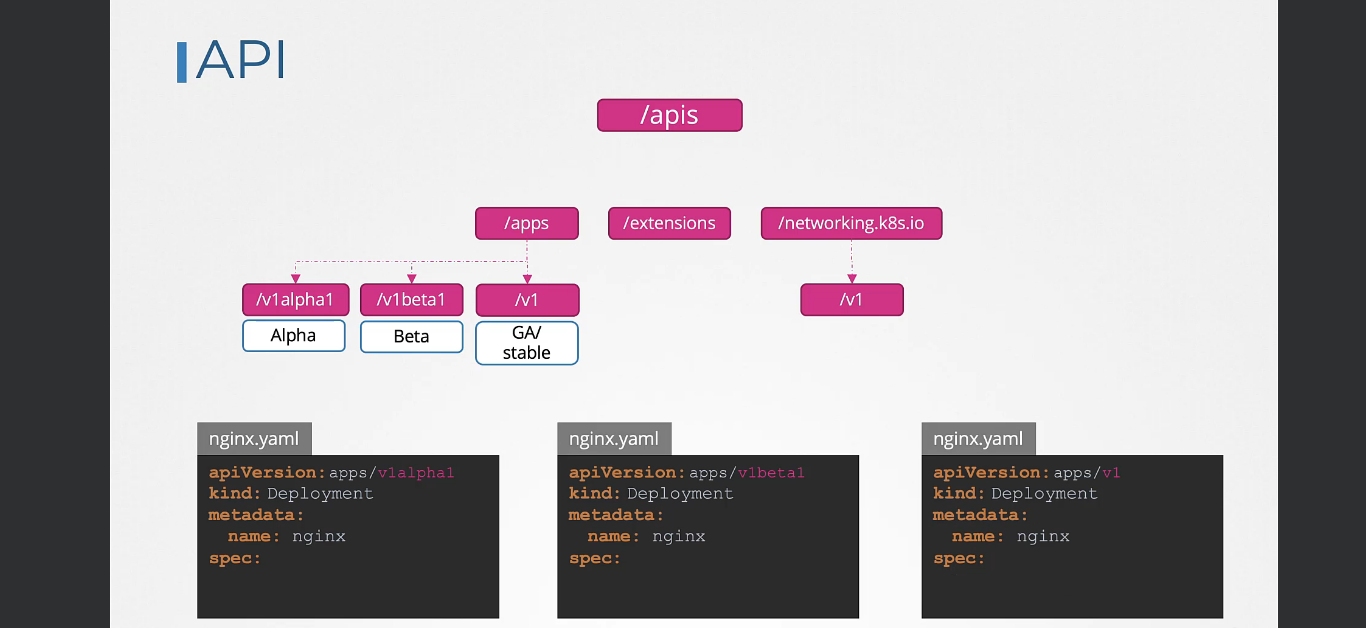 API
/apis
/apps
/extensions
/networking.k8s.io
/v1alpha1
/v1beta1
/v1
/v1
Alpha
Beta
GA/
stable
nginx.yaml
apiVersion: apps/v1alpha1
kind: Deployment
metadata:
name: nginx
spec:
nginx.yaml
apiVersion: apps/v1beta1
kind: Deployment
metadata:
name: nginx
spec:
nginx.yaml
apiVersion: apps/v1
kind: Deployment
metadata:
name: nginx
spec: